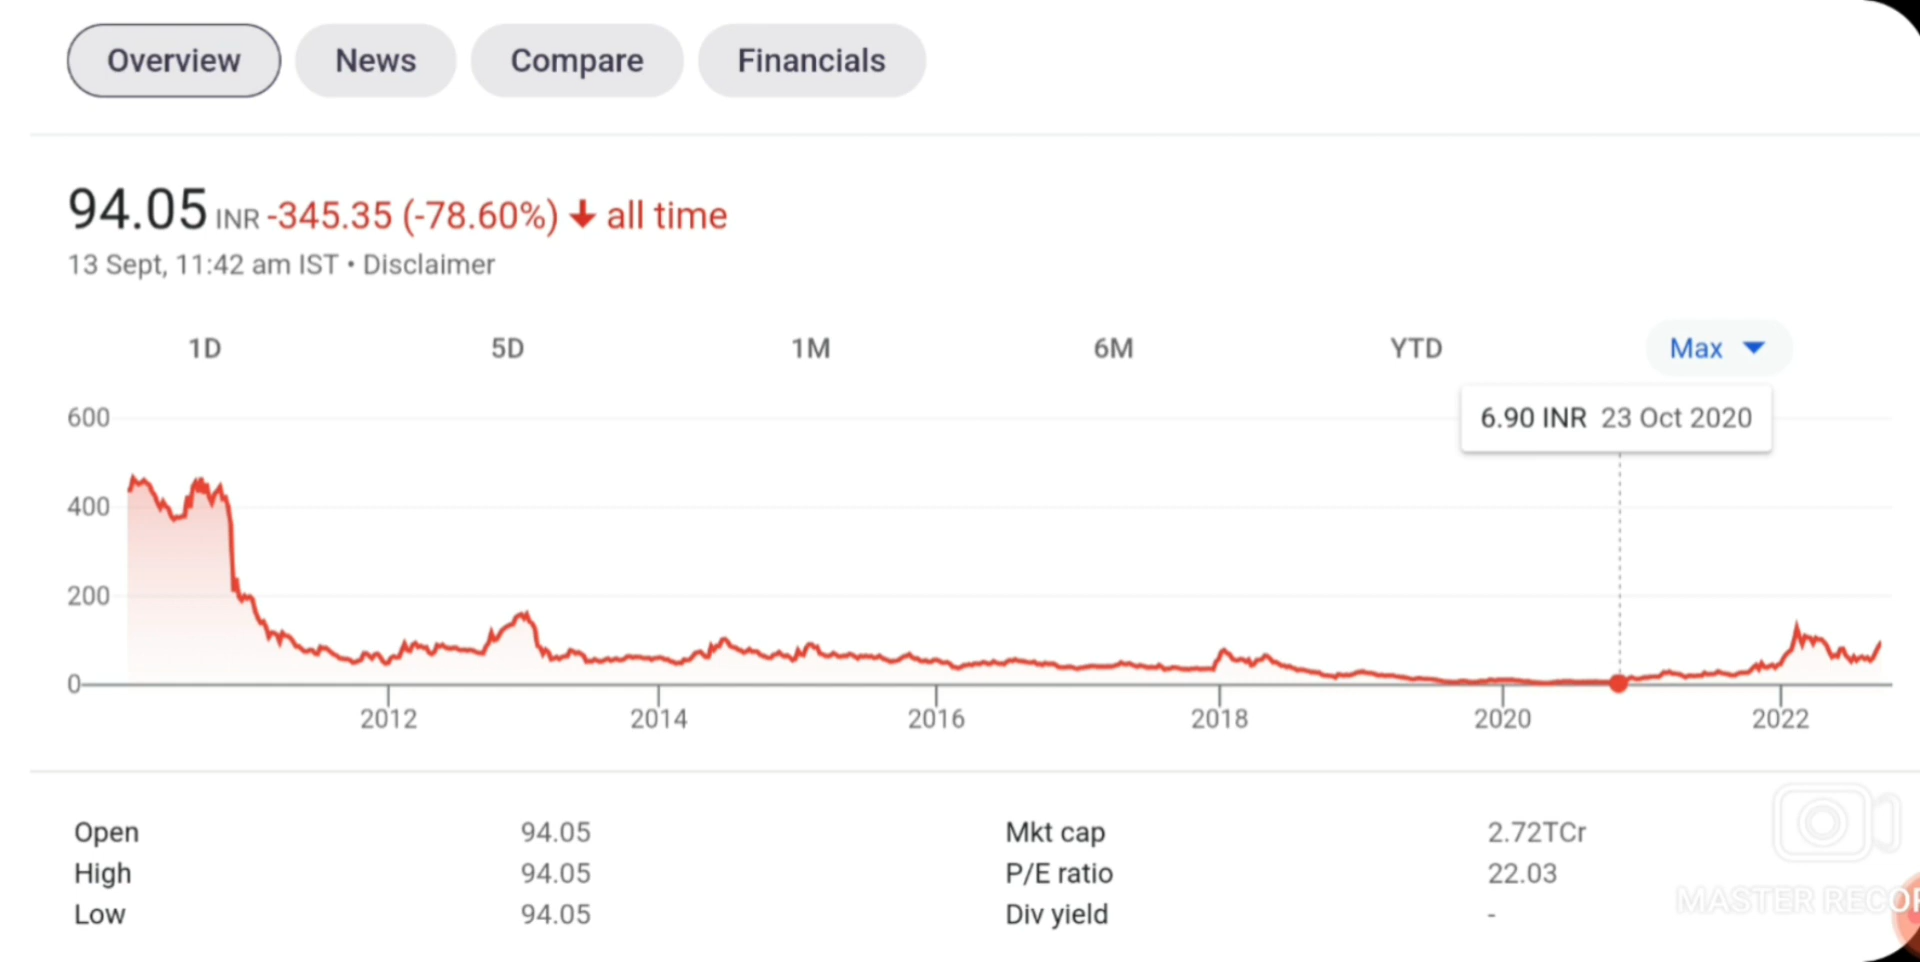 Overview News Compare Financials
94.05 INR -345.35 (-78.60%) ↓ all time
13 Sept, 11:42 am IST • Disclaimer
1D 5D 1M 6M YTD Max
6.90 INR 23 Oct 2020
600
400
200
0
2012 2014 2016 2018 2020 2022
Open 94.05 Mkt cap 2.72TCr
High 94.05 P/E ratio 22.03
Low 94.05 Div yield -
MASTER RECOR